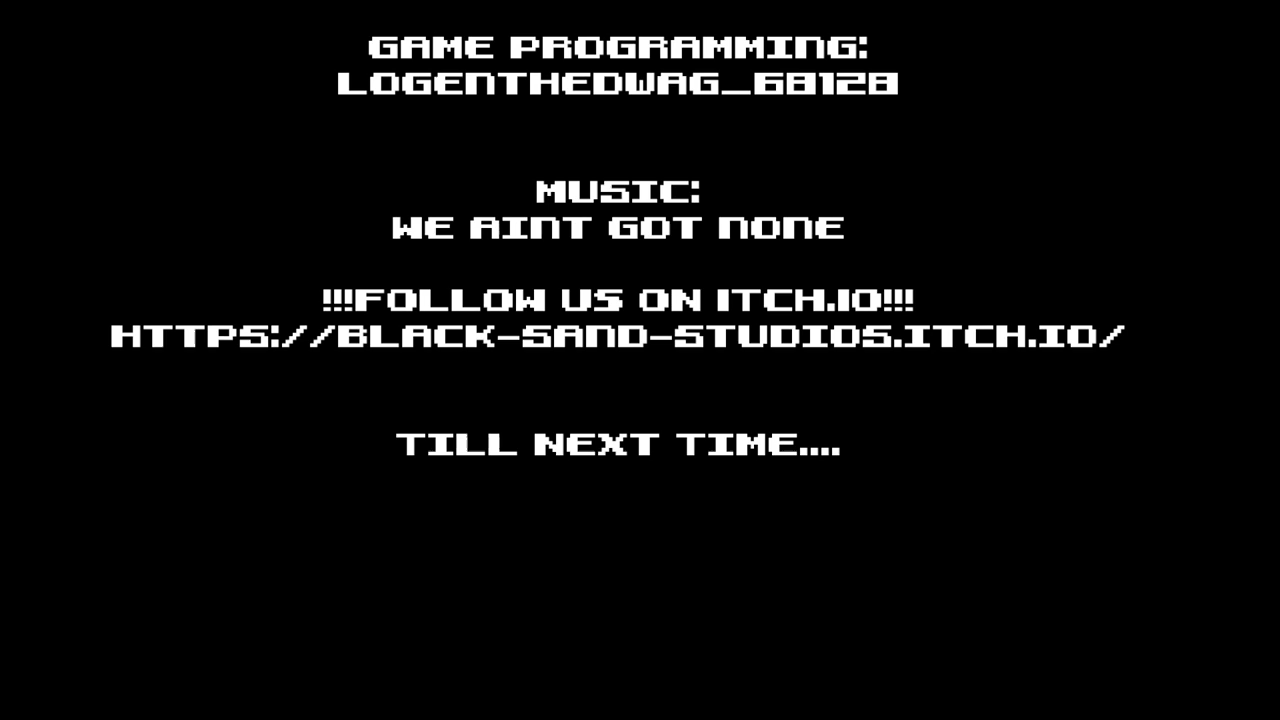 GAME PROGRAMMING:
LOGENTHEDWAG_68128
MUSIC:
WE AINT GOT NONE
!!!FOLLOW US ON ITCH.IO!!!
HTTPS://BLACK-SAND-STUDIOS.ITCH.IO/
TILL NEXT TIME....